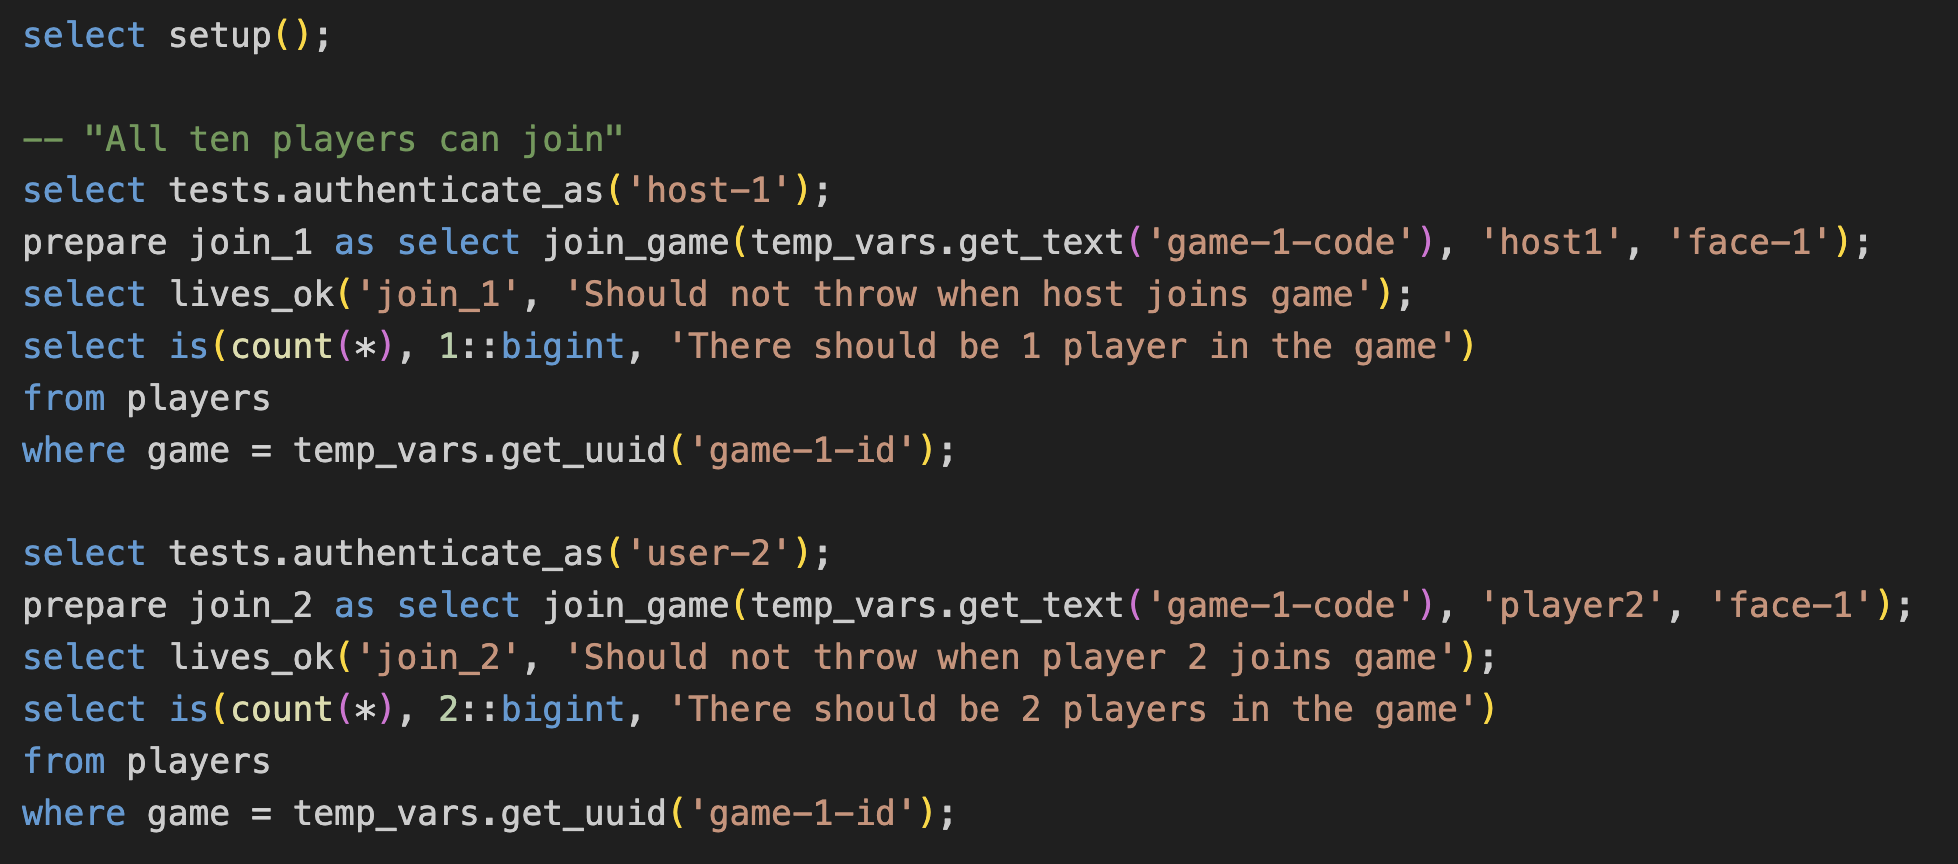 select setup();

-- "All ten players can join"
select tests.authenticate_as('host-1');
prepare join_1 as select join_game(temp_vars.get_text('game-1-code'), 'host1', 'face-1');
select lives_ok('join_1', 'Should not throw when host joins game');
select is(count(*), 1::bigint, 'There should be 1 player in the game')
from players
where game = temp_vars.get_uuid('game-1-id');

select tests.authenticate_as('user-2');
prepare join_2 as select join_game(temp_vars.get_text('game-1-code'), 'player2', 'face-1');
select lives_ok('join_2', 'Should not throw when player 2 joins game');
select is(count(*), 2::bigint, 'There should be 2 players in the game')
from players
where game = temp_vars.get_uuid('game-1-id');